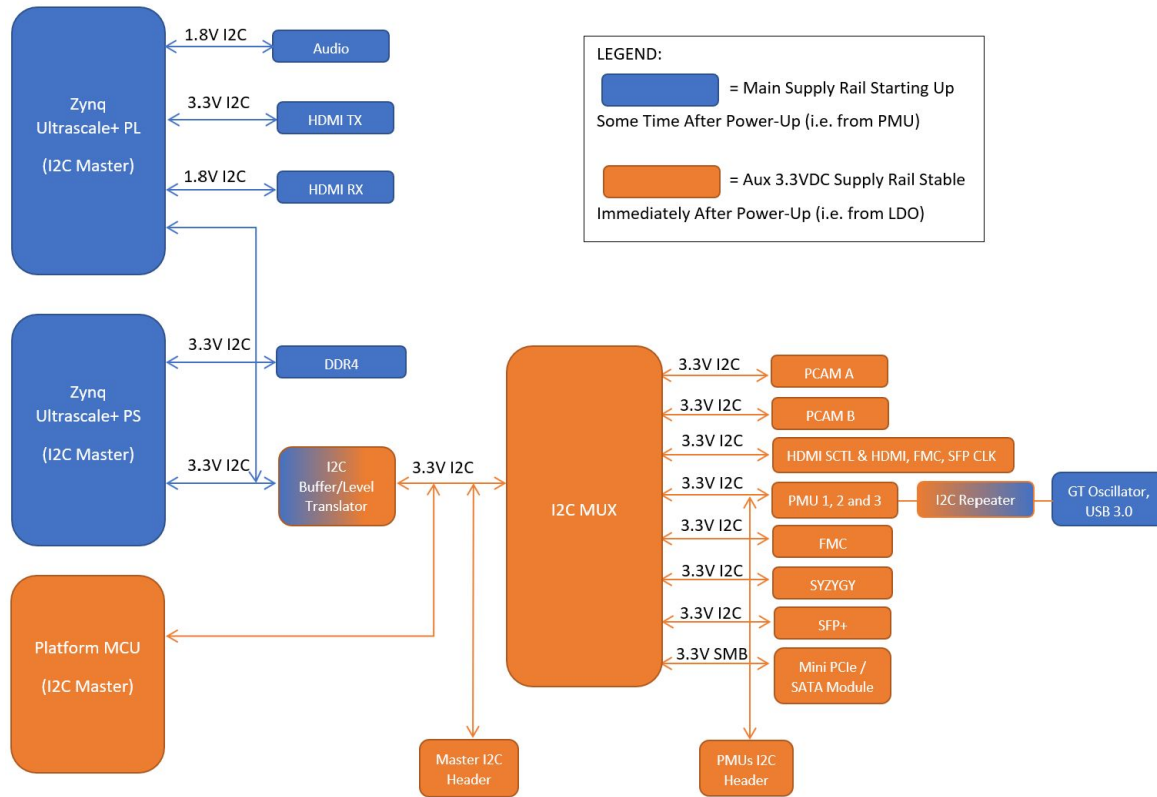 Zynq
Ultrascale+ PL
(I2C Master)
1.8V I2C
Audio
3.3V I2C
HDMI TX
1.8V I2C
HDMI RX
LEGEND:
= Main Supply Rail Starting Up
Some Time After Power-Up (i.e. from PMU)
= Aux 3.3VDC Supply Rail Stable
Immediately After Power-Up (i.e. from LDO)
Zynq
Ultrascale+ PS
(I2C Master)
3.3V I2C
DDR4
3.3V I2C
I2C
Buffer/Level
Translator
3.3V I2C
Platform MCU
(I2C Master)
Master I2C
Header
I2C MUX
3.3V I2C
PCAM A
3.3V I2C
PCAM B
3.3V I2C
HDMI SCTL & HDMI, FMC, SFP CLK
3.3V I2C
PMU 1, 2 and 3
I2C Repeater
GT Oscillator,
USB 3.0
3.3V I2C
FMC
3.3V I2C
SYZYGY
3.3V I2C
SFP+
3.3V SMB
Mini PCIe /
SATA Module
PMUs I2C
Header